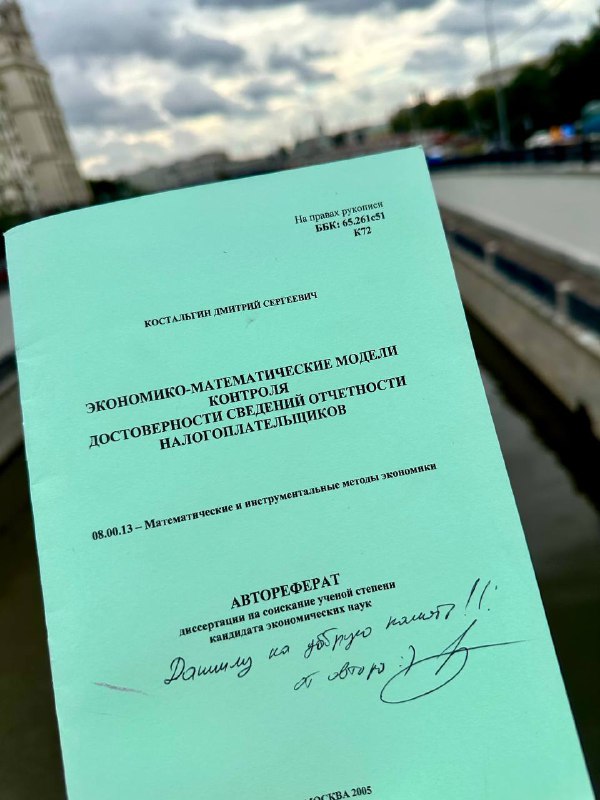 На правах рукописи
ББК: 65.261с51
К72
КОСТАЛЬГИН ДМИТРИЙ СЕРГЕЕВИЧ
ЭКОНОМИКО-МАТЕМАТИЧЕСКИЕ МОДЕЛИ
КОНТРОЛЯ
ДОСТОВЕРНОСТИ СВЕДЕНИЙ ОТЧЕТНОСТИ
НАЛОГОПЛАТЕЛЬЩИКОВ
08.00.13 – Математические и инструментальные методы экономики
АВТОРЕФЕРАТ
диссертации на соискание ученой степени
кандидата экономических наук
Даниилу на добрую память!!!
от автора :)
МОСКВА 2005